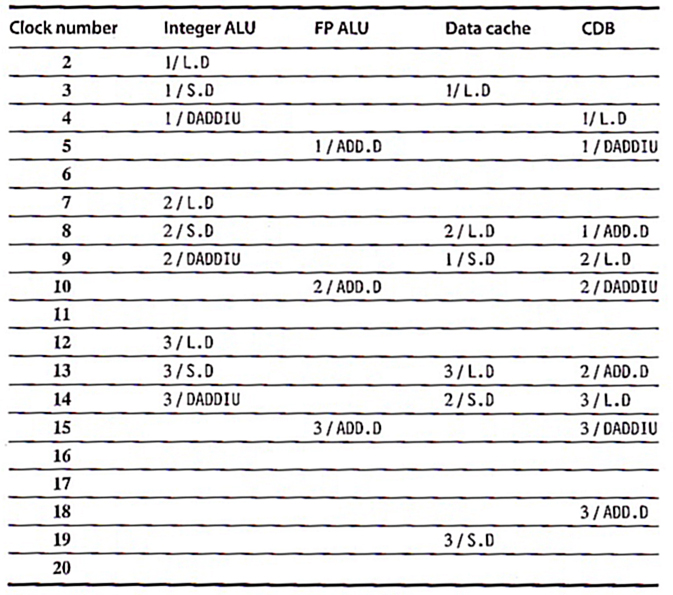 Clock number Integer ALU FP ALU Data cache CDB
2 1/L.D
3 1/S.D 1/L.D
4 1/DADDIU 1/L.D
5 1/ADD.D 1/DADDIU
6
7 2/L.D
8 2/S.D 2/L.D 1/ADD.D
9 2/DADDIU 1/S.D 2/L.D
10 2/ADD.D 2/DADDIU
11
12 3/L.D
13 3/S.D 3/L.D 2/ADD.D
14 3/DADDIU 2/S.D 3/L.D
15 3/ADD.D 3/DADDIU
16
17
18 3/ADD.D
19 3/S.D
20